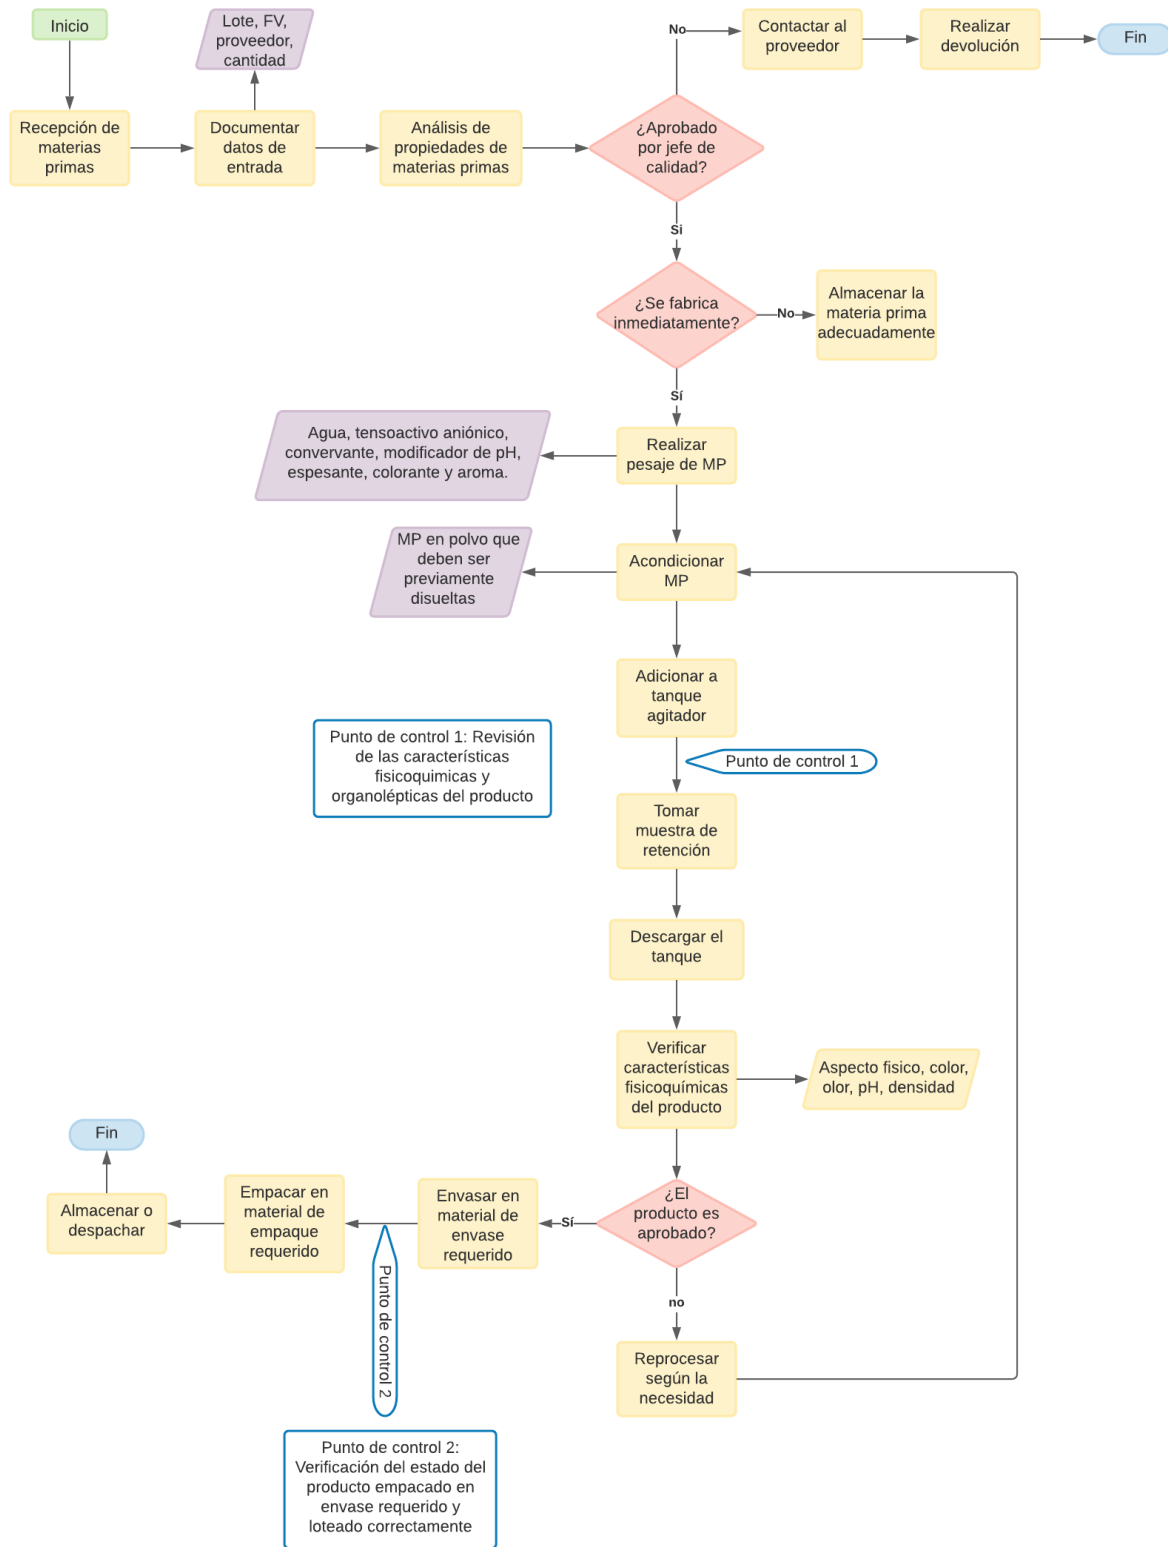 Inicio
Lote, FV,
proveedor,
cantidad
No
Contactar al
proveedor
Realizar
devolución
Fin
Recepción de
materias
primas
Documentar
datos de
entrada
Análisis de
propiedades de
materias primas
¿Aprobado
por jefe de
calidad?
Si
¿Se fabrica
inmediatamente?
No
Almacenar la
materia prima
adecuadamente
Sí
Agua, tensoactivo aniónico,
convervante, modificador de pH,
espesante, colorante y aroma.
Realizar
pesaje de MP
MP en polvo que
deben ser
previamente
disueltas
Acondicionar
MP
Adicionar a
tanque
agitador
Punto de control 1: Revisión
de las características
fisicoquimicas y
organolépticas del producto
Punto de control 1
Tomar
muestra de
retención
Descargar el
tanque
Verificar
características
fisicoquímicas
del producto
Aspecto fisico, color,
olor, pH, densidad
Fin
Almacenar o
despachar
Empacar en
material de
empaque
requerido
Envasar en
material de
envase
requerido
Sí
¿El
producto es
aprobado?
Punto de control 2
no
Reprocesar
según la
necesidad
Punto de control 2:
Verificación del estado del
producto empacado en
envase requerido y
loteado correctamente